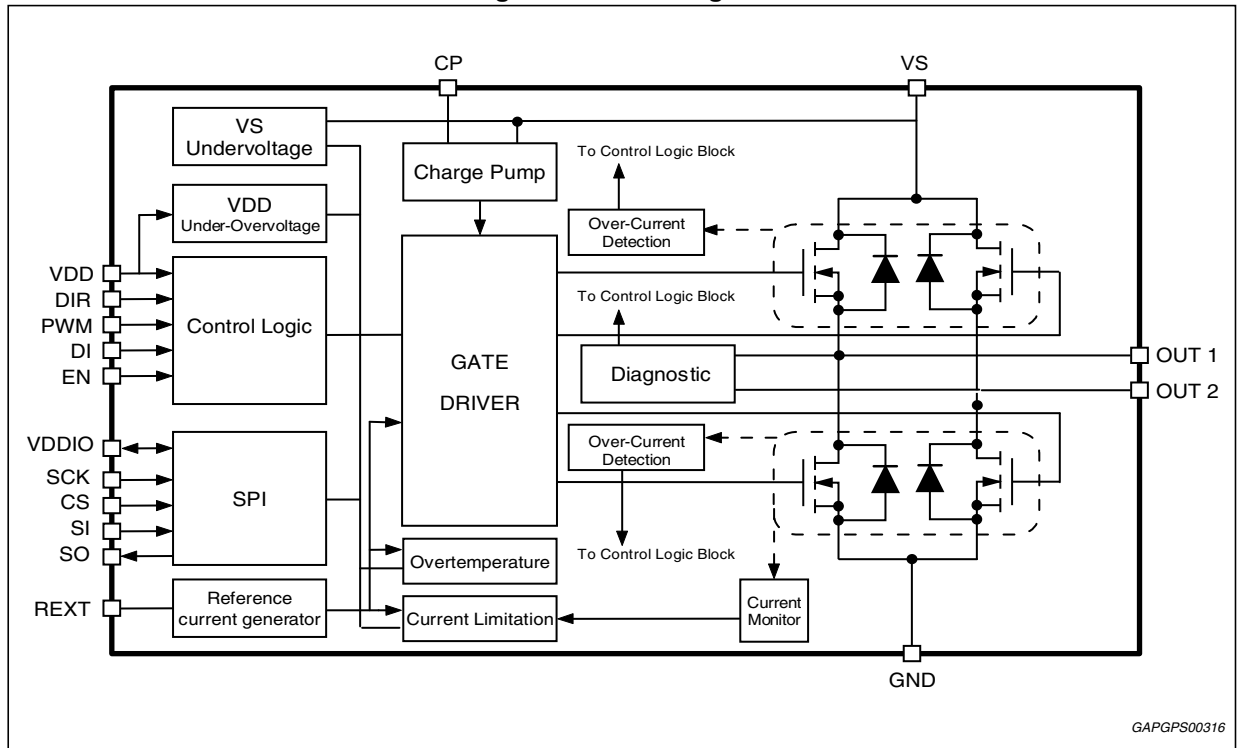 CP
VS
VS
Undervoltage
To Control Logic Block
Charge Pump
VDD
Under-Overvoltage
Over-Current
Detection
VDD
DIR
PWM
DI
EN
Control Logic
GATE
DRIVER
To Control Logic Block
Diagnostic
OUT 1
OUT 2
Over-Current
Detection
VDDIO
SCK
CS
SI
SO
SPI
To Control Logic Block
Overtemperature
REXT
Reference
current generator
Current Limitation
Current
Monitor
GND
GAPGPS00316